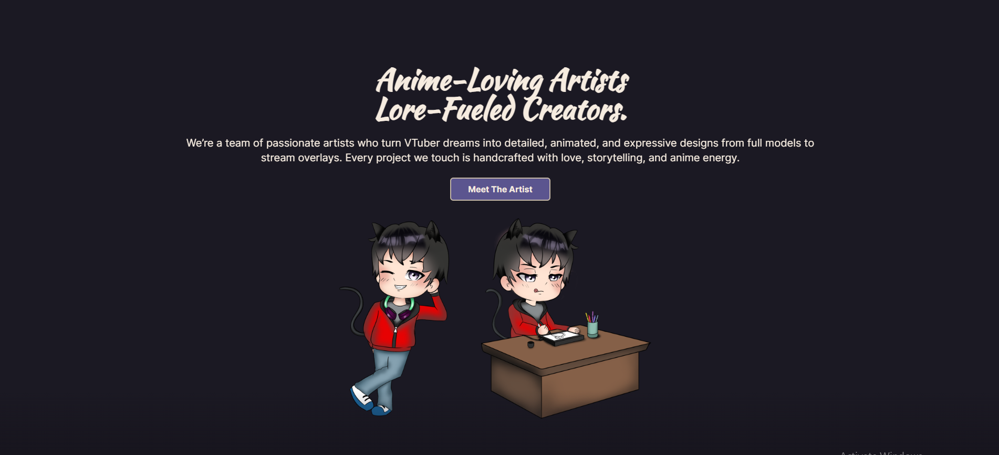 Anime-Loving Artists
Lore-Fueled Creators.
We're a team of passionate artists who turn VTuber dreams into detailed, animated, and expressive designs from full models to
stream overlays. Every project we touch is handcrafted with love, storytelling, and anime energy.
Meet The Artist
Activate Windows